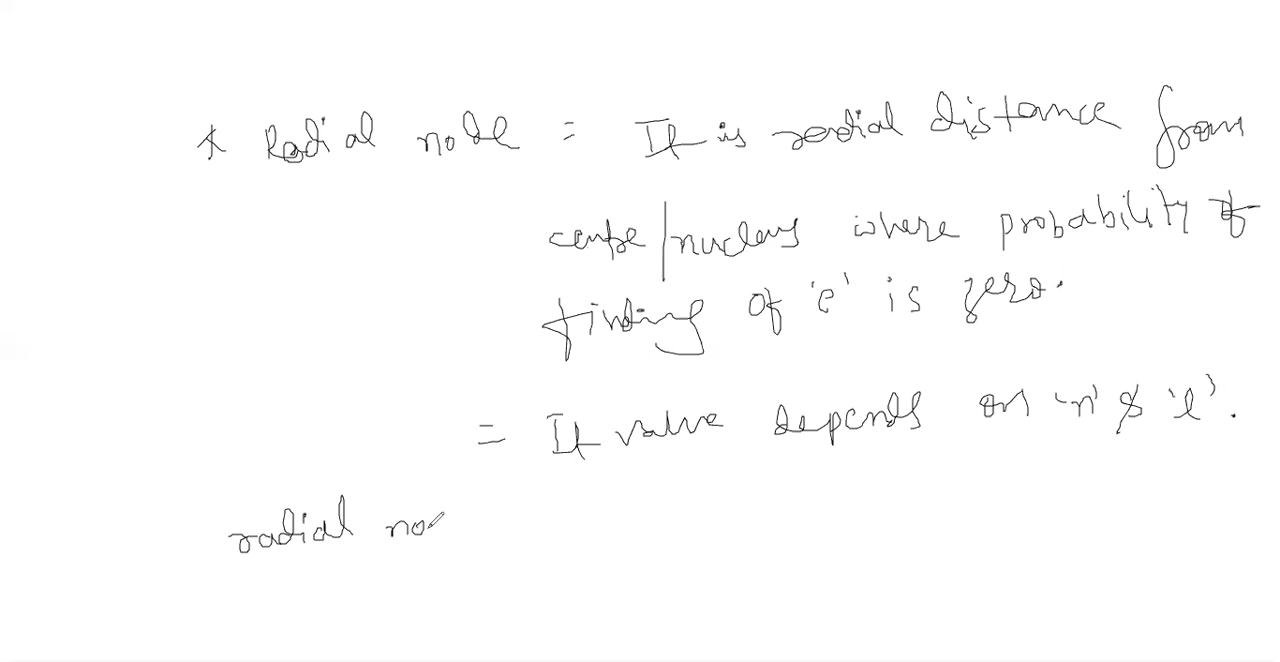 * Radial node = It is radial distance from
centre/nucleus where probability of
finding of 'e' is zero.
= It value depends on 'n' & 'l'.
radial no